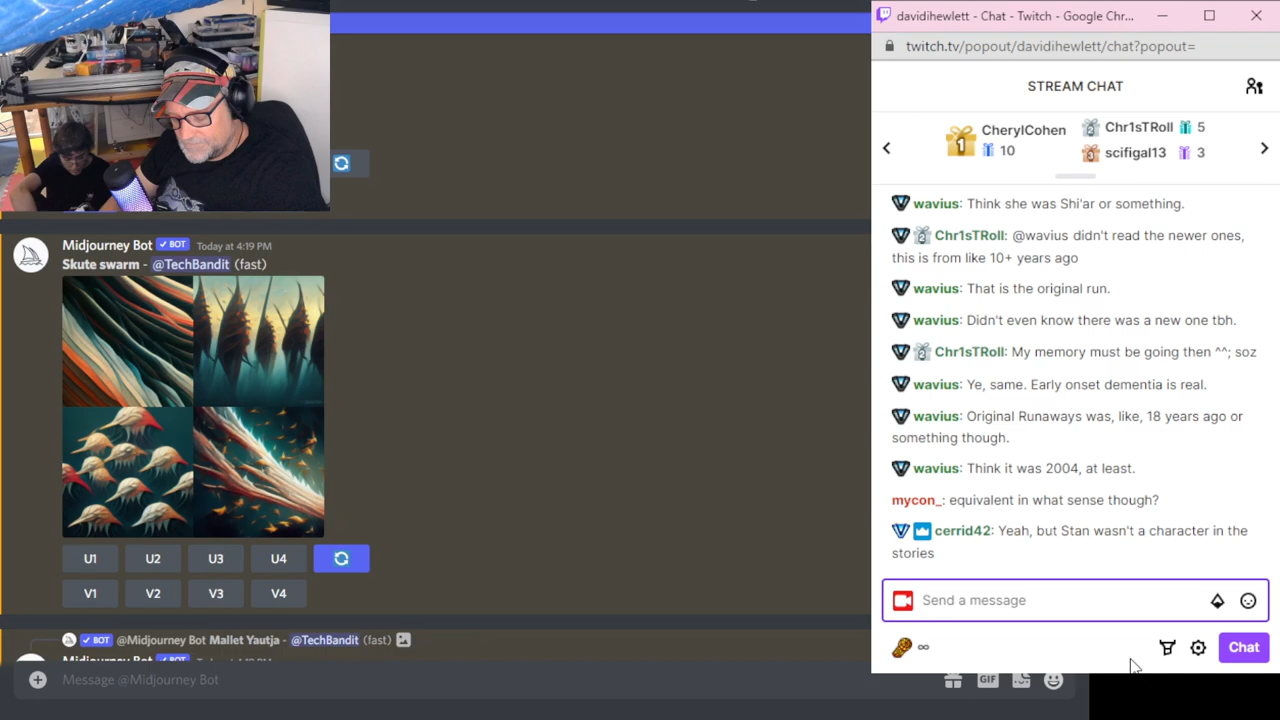 Midjourney Bot ✓ BOT Today at 4:19 PM
Skute swarm - @TechBandit (fast)
U1 U2 U3 U4
V1 V2 V3 V4
BOT @Midjourney Bot Mallet Yautja - @TechBandit (fast)
Message @Midjourney Bot
GIF
davidihewlett - Chat - Twitch - Google Chr...
twitch.tv/popout/davidihewlett/chat?popout=
STREAM CHAT
1 CherylCohen
10
2 Chr1sTRoll 5
3 scifigal13 3
wavius: Think she was Shi'ar or something.
2 Chr1sTRoll: @wavius didn't read the newer ones,
this is from like 10+ years ago
wavius: That is the original run.
wavius: Didn't even know there was a new one tbh.
2 Chr1sTRoll: My memory must be going then ^^; soz
wavius: Ye, same. Early onset dementia is real.
wavius: Original Runaways was, like, 18 years ago or
something though.
wavius: Think it was 2004, at least.
mycon_: equivalent in what sense though?
cerrid42: Yeah, but Stan wasn't a character in the
stories
Send a message
∞
Chat